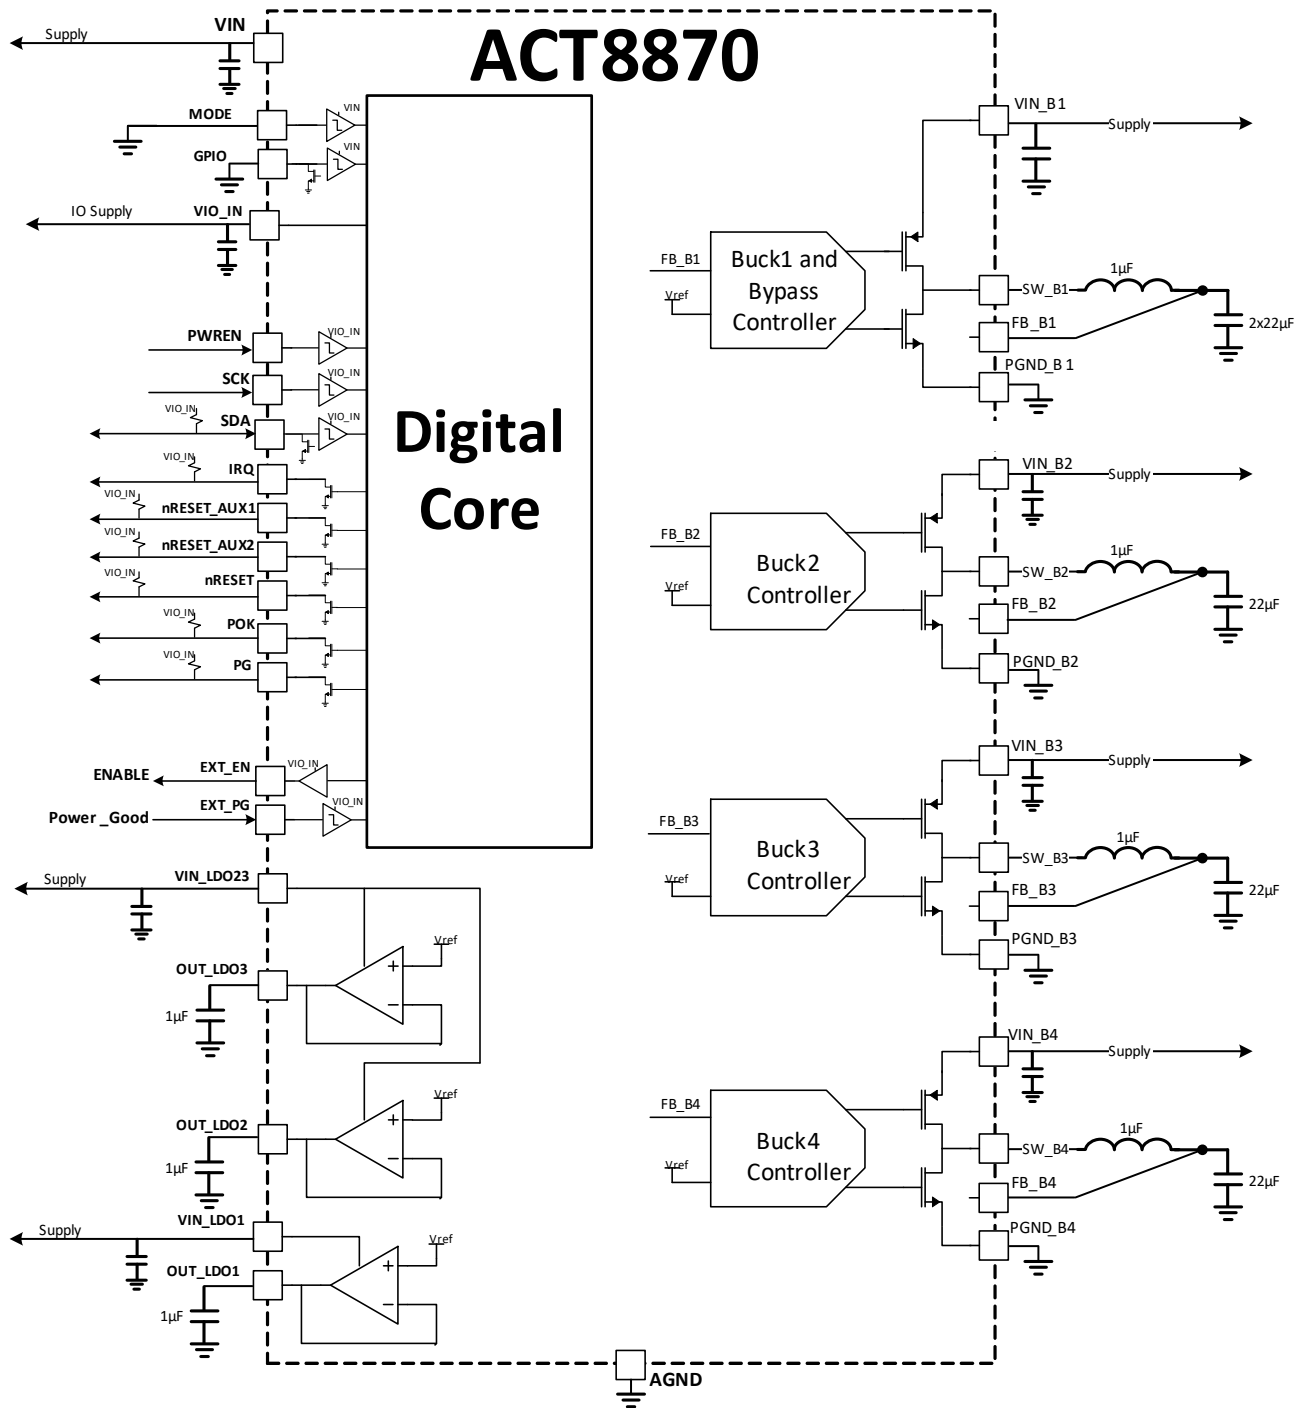 ACT8870
VIN
Supply
MODE
VIN
GPIO
VIN
IO Supply
VIO_IN
PWREN
VIO_IN
SCK
VIO_IN
VIO_IN
SDA
VIO_IN
VIO_IN
IRQ
VIO_IN
nRESET_AUX1
VIO_IN
nRESET_AUX2
VIO_IN
nRESET
VIO_IN
POK
VIO_IN
PG
ENABLE
EXT_EN
VIO_IN
Power_Good
EXT_PG
VIO_IN
Digital
Core
Supply
VIN_LDO23
OUT_LDO3
Vref
+
−
1µF
OUT_LDO2
Vref
+
−
1µF
Supply
VIN_LDO1
OUT_LDO1
Vref
+
−
1µF
VIN_B1
Supply
FB_B1
Vref
Buck1 and
Bypass
Controller
SW_B1
1µF
FB_B1
2x22µF
PGND_B1
VIN_B2
Supply
FB_B2
Vref
Buck2
Controller
SW_B2
1µF
FB_B2
22µF
PGND_B2
VIN_B3
Supply
FB_B3
Vref
Buck3
Controller
SW_B3
1µF
FB_B3
22µF
PGND_B3
VIN_B4
Supply
FB_B4
Vref
Buck4
Controller
SW_B4
1µF
FB_B4
22µF
PGND_B4
AGND